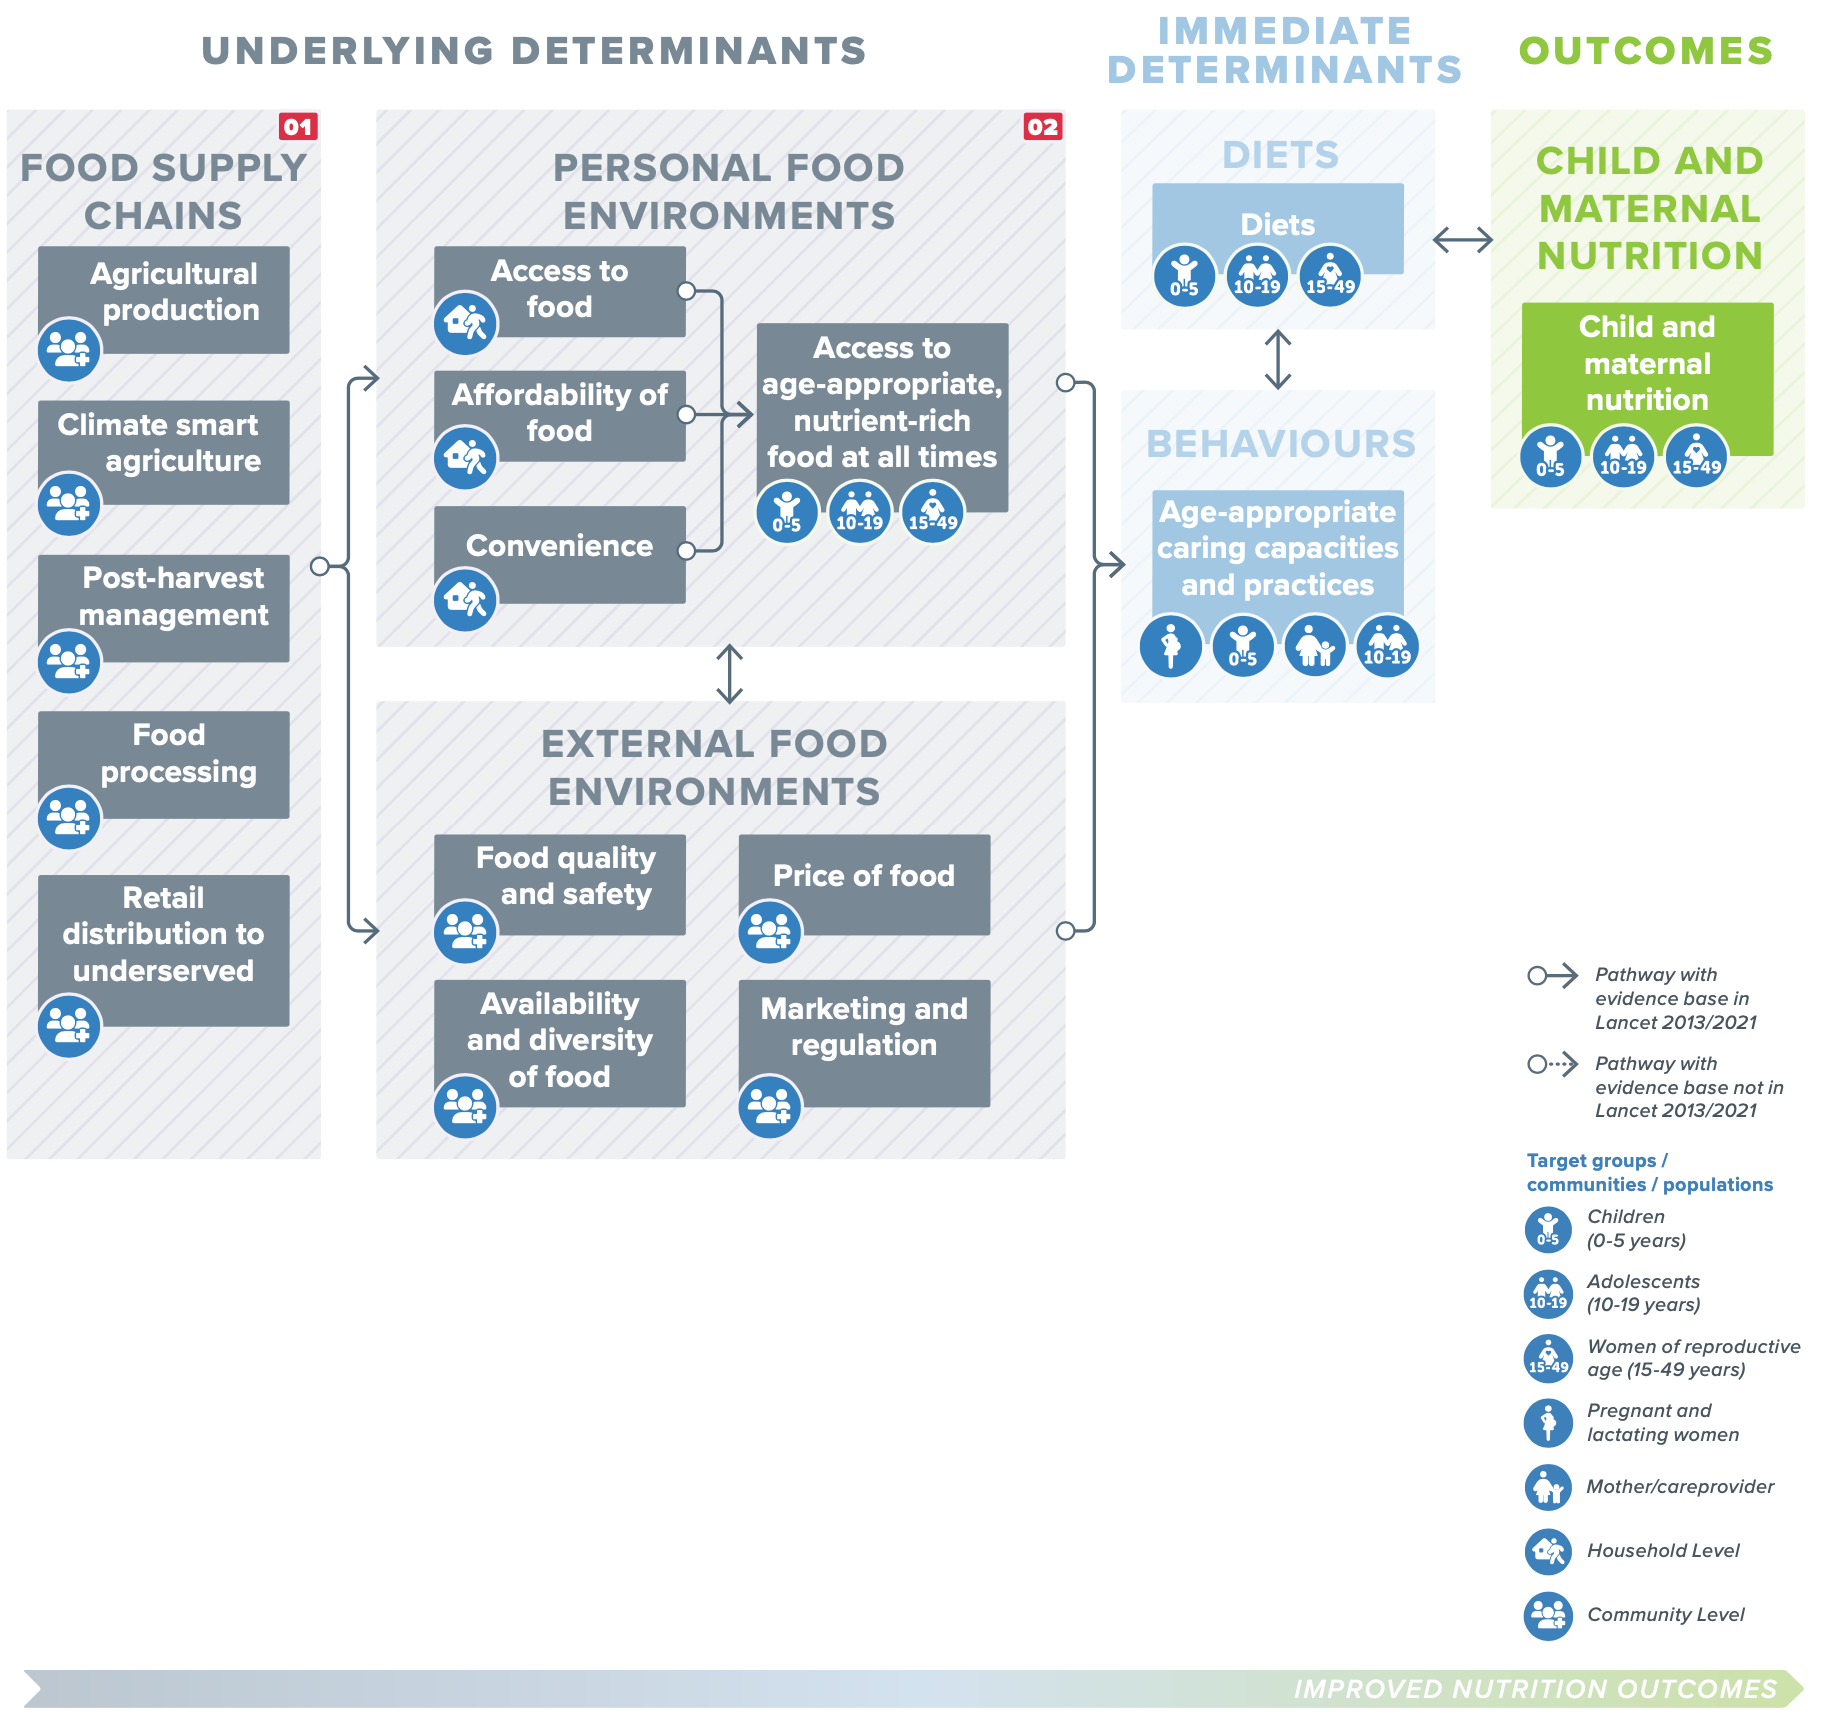 UNDERLYING DETERMINANTS
IMMEDIATE
DETERMINANTS
OUTCOMES
01
FOOD SUPPLY
CHAINS
Agricultural
production
Climate smart
agriculture
Post-harvest
management
Food
processing
Retail
distribution to
underserved
02
PERSONAL FOOD
ENVIRONMENTS
Access to
food
Affordability of
food
Convenience
Access to
age-appropriate,
nutrient-rich
food at all times
0-5
10-19
15-49
EXTERNAL FOOD
ENVIRONMENTS
Food quality
and safety
Price of food
Availability
and diversity
of food
Marketing and
regulation
DIETS
Diets
0-5
10-19
15-49
BEHAVIOURS
Age-appropriate
caring capacities
and practices
0-5
10-19
CHILD AND
MATERNAL
NUTRITION
Child and
maternal
nutrition
0-5
10-19
15-49
Pathway with
evidence base in
Lancet 2013/2021
Pathway with
evidence base not in
Lancet 2013/2021
Target groups /
communities / populations
0-5
Children
(0-5 years)
10-19
Adolescents
(10-19 years)
15-49
Women of reproductive
age (15-49 years)
Pregnant and
lactating women
Mother/careprovider
Household Level
Community Level
IMPROVED NUTRITION OUTCOMES